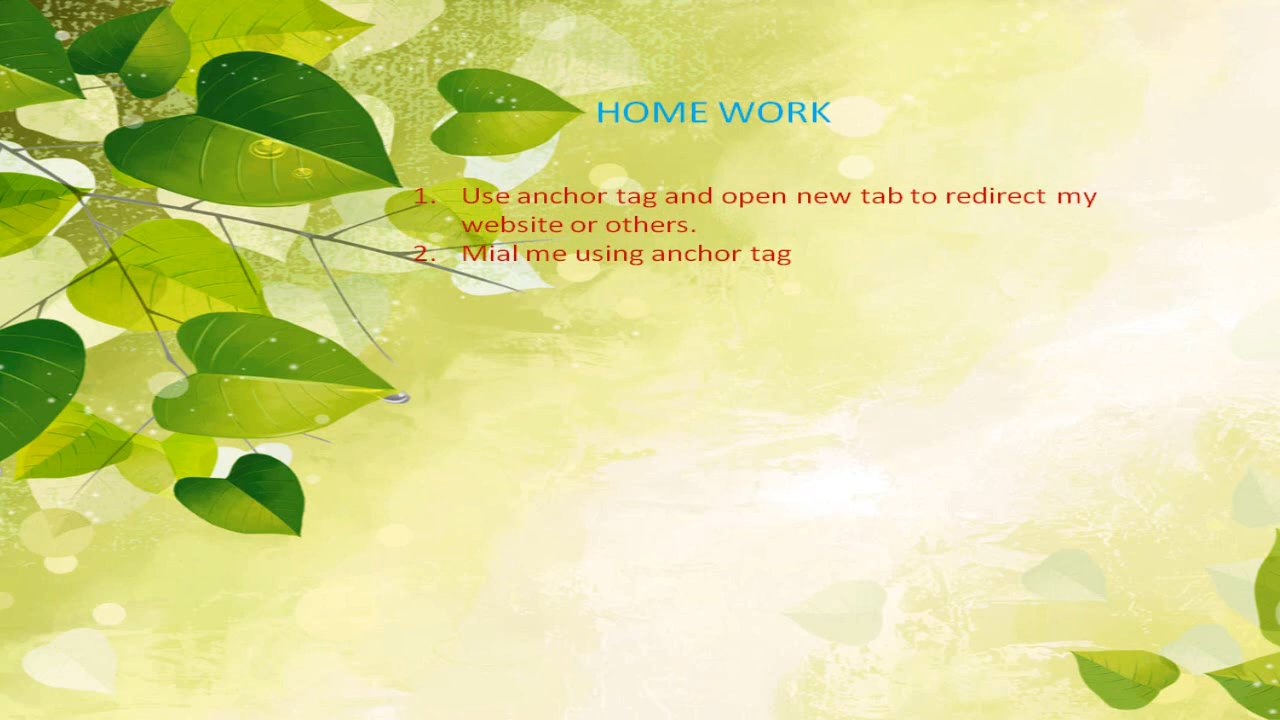 HOME WORK
1. Use anchor tag and open new tab to redirect my
website or others.
2. Mial me using anchor tag